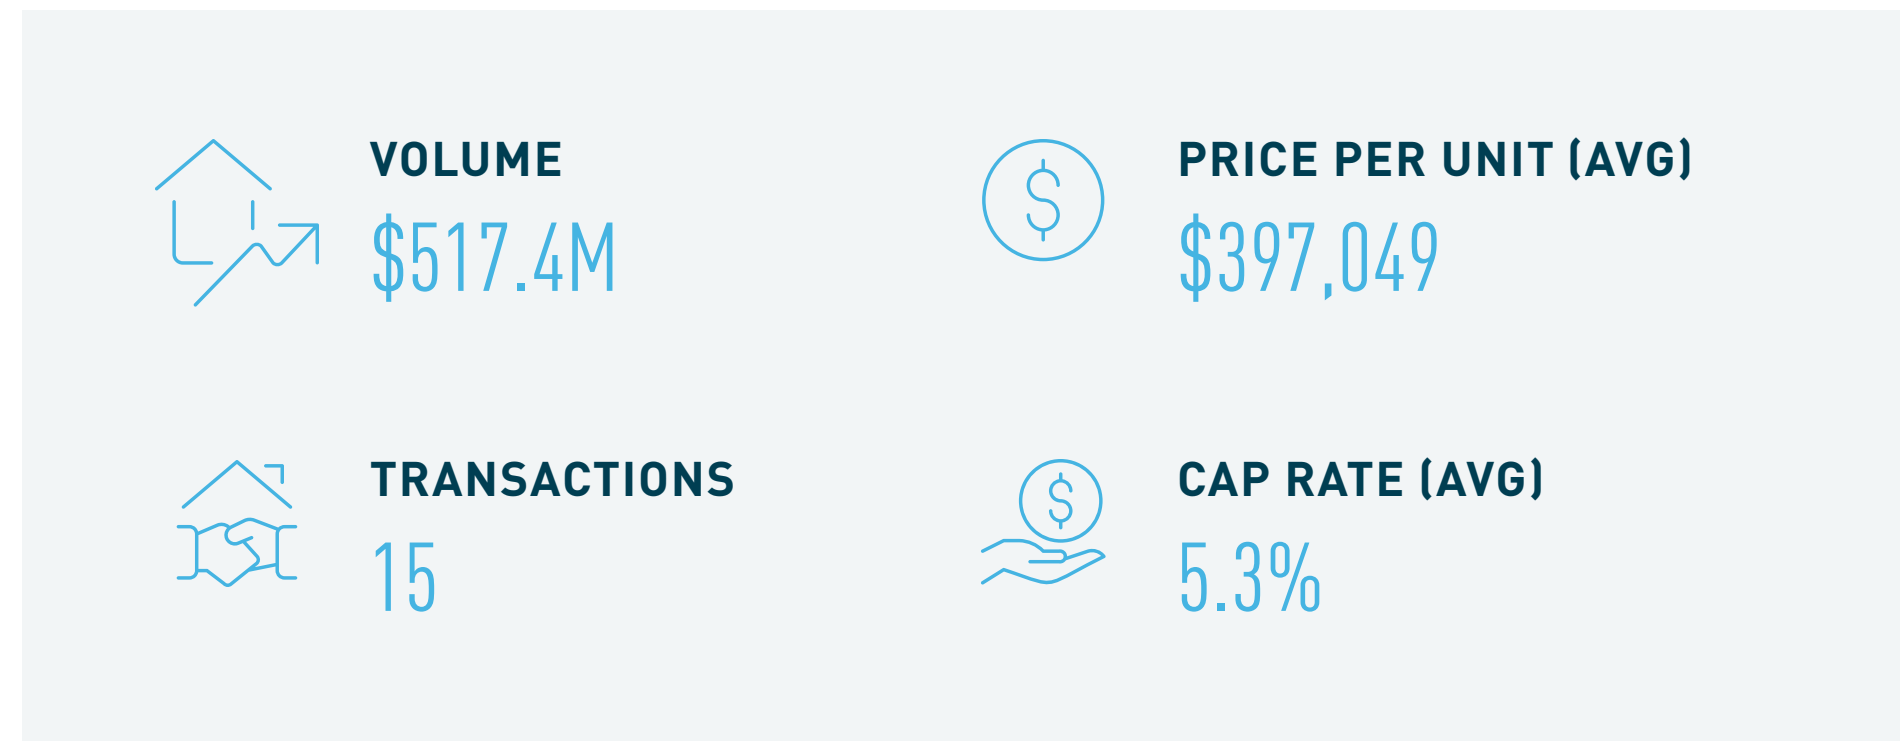 VOLUME
$517.4M
PRICE PER UNIT (AVG)
$397,049
TRANSACTIONS
15
CAP RATE (AVG)
5.3%